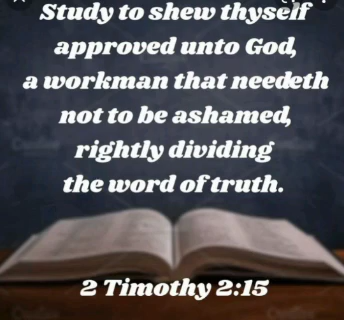 Study to shew thyself
approved unto God,
a workman that needeth
not to be ashamed,
rightly dividing
the word of truth.
2 Timothy 2:15